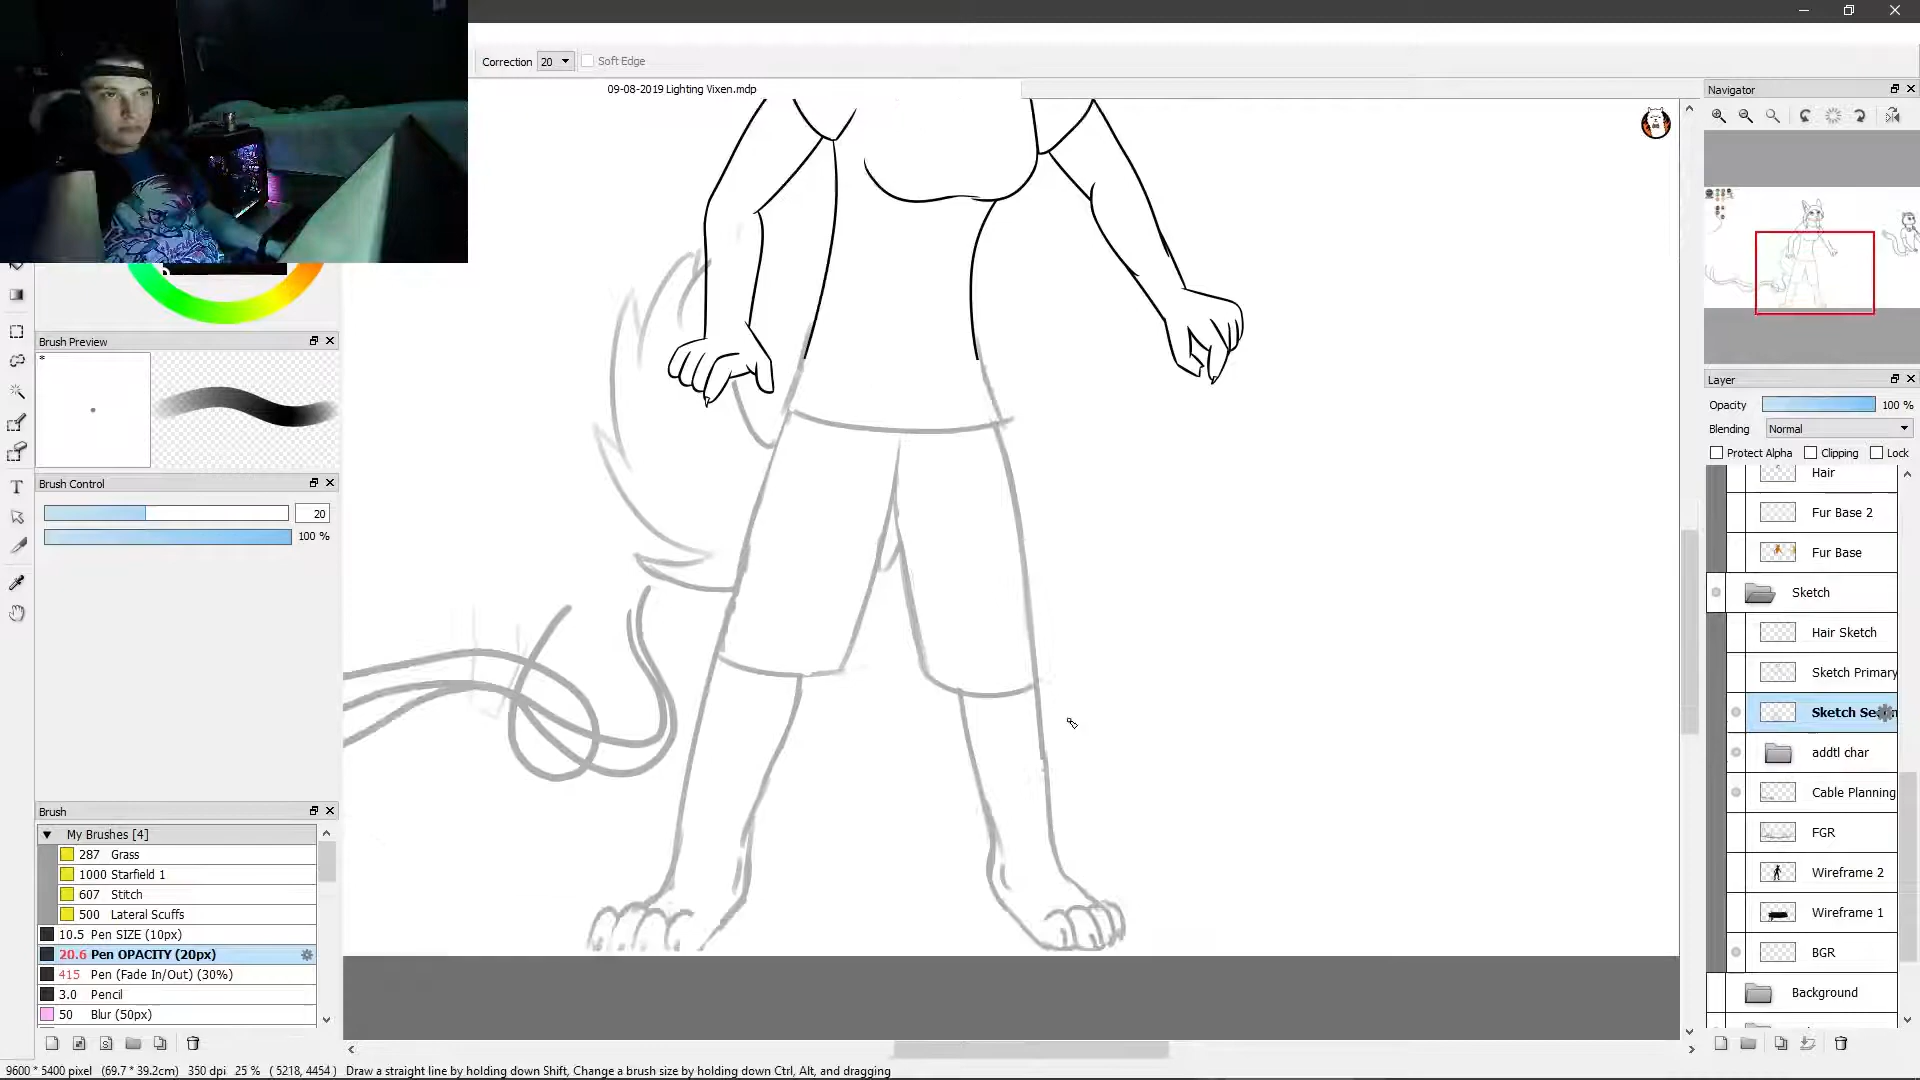 Correction 20 Soft Edge
09-08-2019 Lighting Vixen.mdp
Navigator
Brush Preview
*
Brush Control
20
100 %
Brush
My Brushes [4]
287 Grass
1000 Starfield 1
607 Stitch
500 Lateral Scuffs
10.5 Pen SIZE (10px)
20.6 Pen OPACITY (20px)
415 Pen (Fade In/Out) (30%)
3.0 Pencil
50 Blur (50px)
Layer
Opacity 100 %
Blending Normal
Protect Alpha Clipping Lock
Hair
Fur Base 2
Fur Base
Sketch
Hair Sketch
Sketch Primary
Sketch Se
addtl char
Cable Planning
FGR
Wireframe 2
Wireframe 1
BGR
Background
9600 * 5400 pixel (69.7 * 39.2cm) 350 dpi 25 % ( 5218, 4454 ) Draw a straight line by holding down Shift, Change a brush size by holding down Ctrl, Alt, and dragging